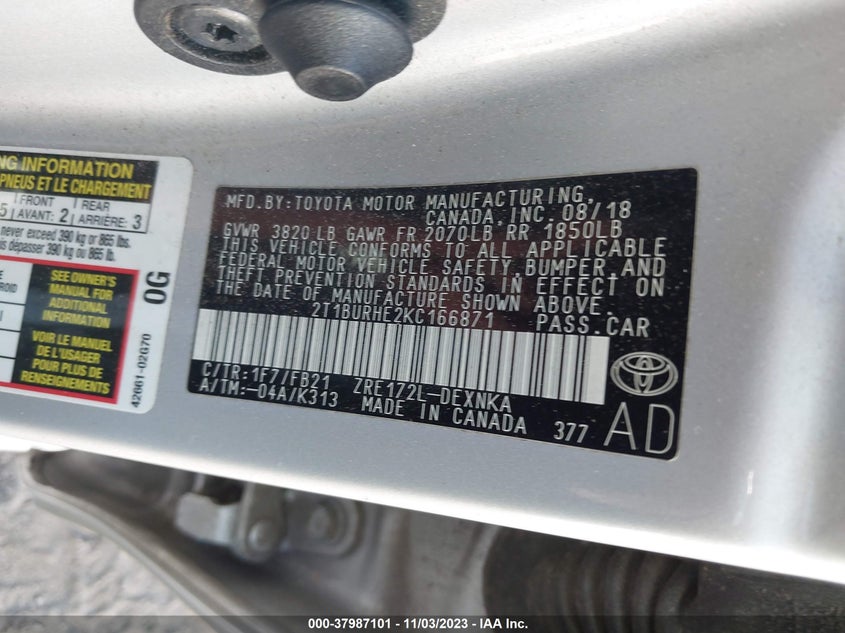 NG INFORMATION
PNEUS ET LE CHARGEMENT
5 FRONT AVANT: 2 REAR ARRIÈRE: 3
never exceed 390 kg or 865 lbs.
dépasser 390 kg ou 865 lb.
SEE OWNER'S
MANUAL FOR
ADDITIONAL
INFORMATION
VOIR LE MANUEL
DE L'USAGER
POUR PLUS DE
RENSEIGNEMENTS
0G
42661-02G70
MFD.BY:TOYOTA MOTOR MANUFACTURING,
CANADA,INC.08/18
GVWR 3820LB GAWR FR 2070LB RR 1850LB
THIS VEHICLE CONFORMS TO ALL APPLICABLE
FEDERAL MOTOR VEHICLE SAFETY,BUMPER,AND
THEFT PREVENTION STANDARDS IN EFFECT ON
THE DATE OF MANUFACTURE SHOWN ABOVE.
2T1BURHE2KC166871 PASS.CAR
C/TR:1F7/FB21 ZRE172L-DEXNKA
A/TM:-04A/K313 MADE IN CANADA 377 AD
000-37987101 - 11/03/2023 - IAA Inc.